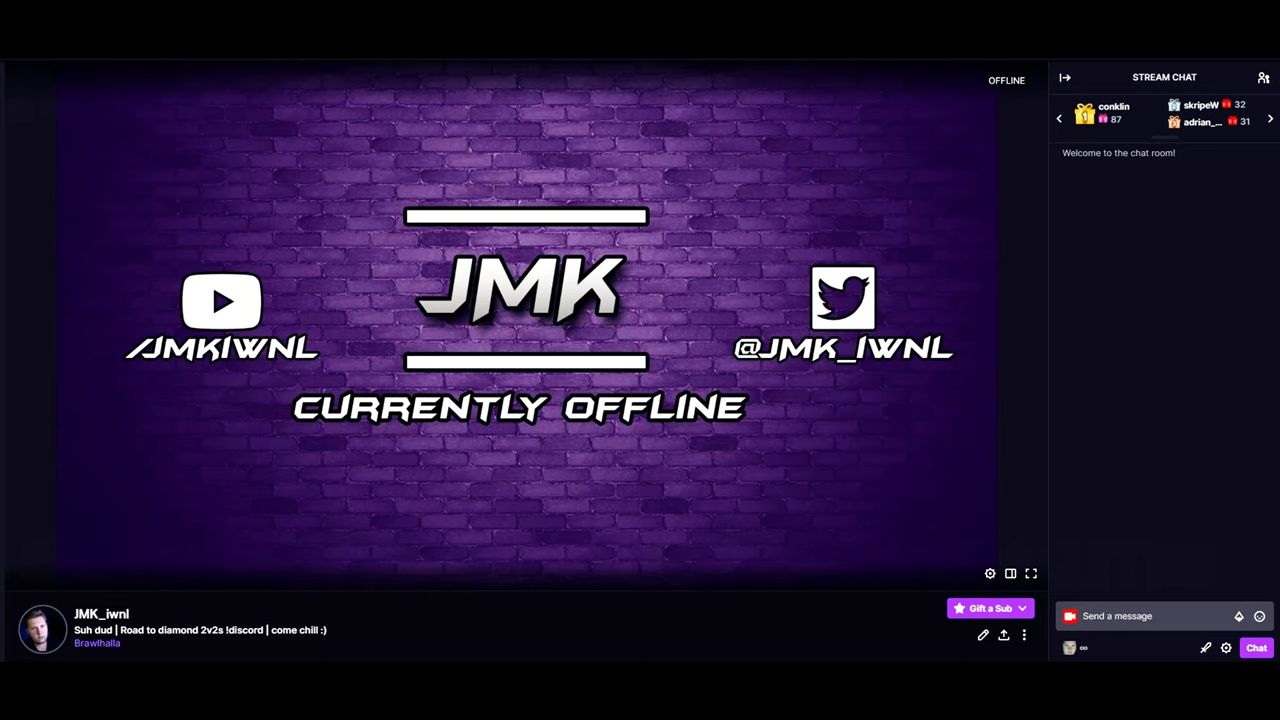 OFFLINE
STREAM CHAT
conklin
87
skripeW 32
adrian_... 31
Welcome to the chat room!
JMK
/JMKIWNL
@JMK_IWNL
CURRENTLY OFFLINE
JMK_iwnl
Suh dud | Road to diamond 2v2s !discord | come chill :)
Brawlhalla
Gift a Sub
Send a message
∞
Chat